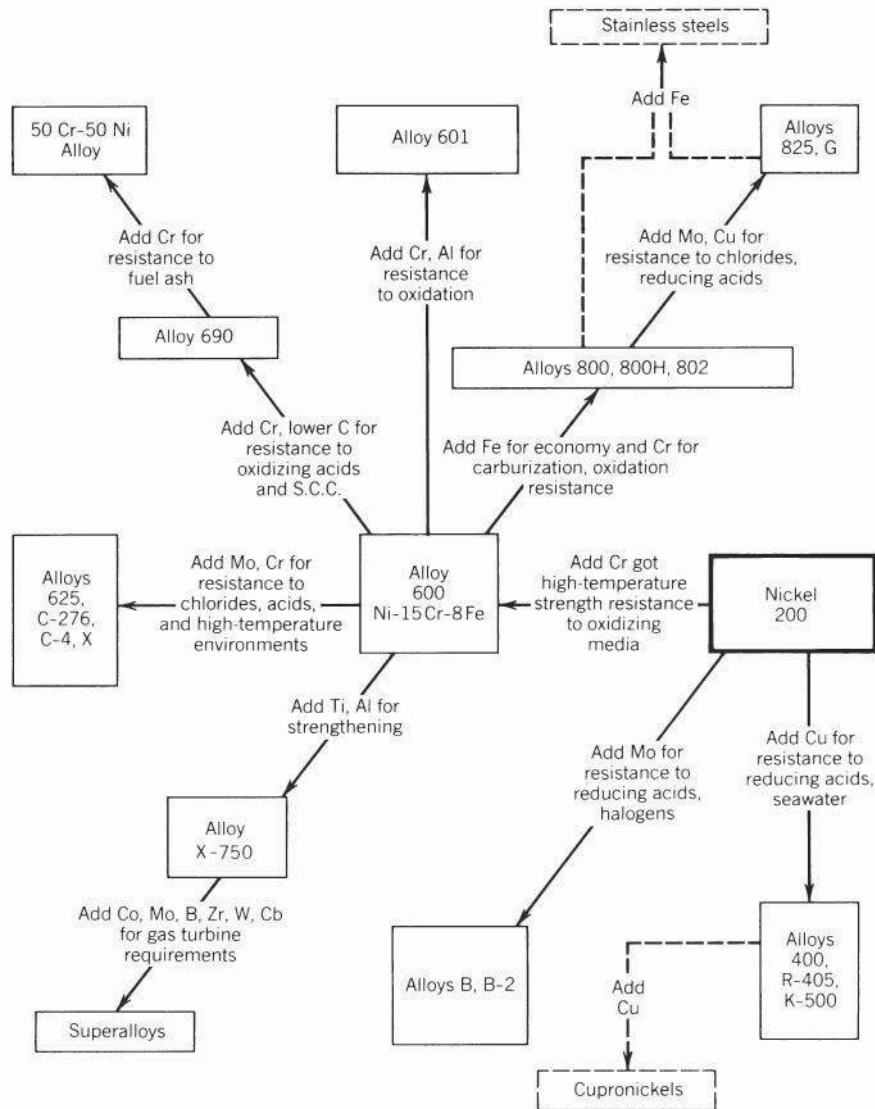 Stainless steels
Add Fe
50 Cr-50 Ni
Alloy
Alloy 601
Alloys
825, G
Add Cr for
resistance to
fuel ash
Add Cr, Al for
resistance
to oxidation
Add Mo, Cu for
resistance to chlorides,
reducing acids
Alloy 690
Alloys 800, 800H, 802
Add Cr, lower C for
resistance to
oxidizing acids
and S.C.C.
Add Fe for economy and Cr for
carburization, oxidation
resistance
Alloys
625,
C-276,
C-4, X
Add Mo, Cr for
resistance to
chlorides, acids,
and high-temperature
environments
Alloy
600
Ni-15Cr-8Fe
Add Cr got
high-temperature
strength resistance
to oxidizing
media
Nickel
200
Add Ti, Al for
strengthening
Add Mo for
resistance to
reducing acids,
halogens
Add Cu for
resistance to
reducing acids,
seawater
Alloy
X-750
Add Co, Mo, B, Zr, W, Cb
for gas turbine
requirements
Superalloys
Alloys B, B-2
Alloys
400,
R-405,
K-500
Add
Cu
Cupronickels